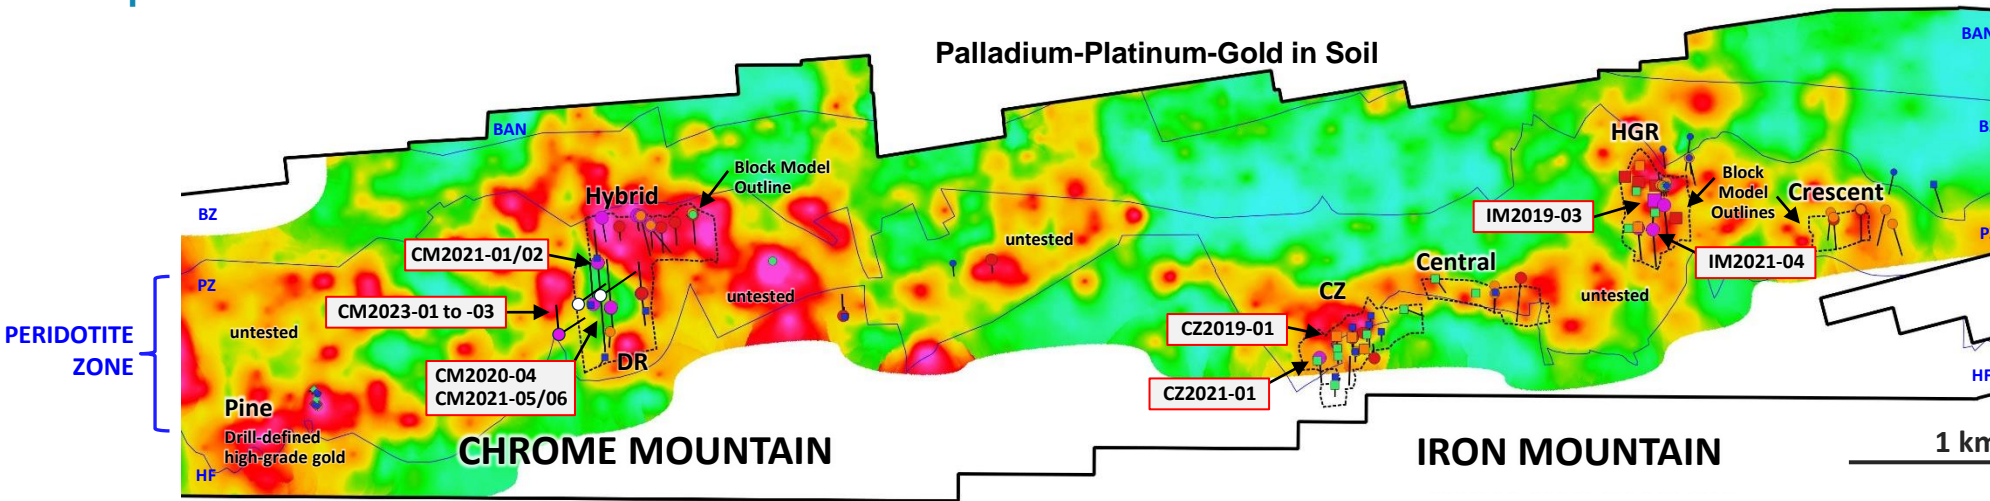 Palladium-Platinum-Gold in Soil
BAN
BAN
HGR
Block Model
Outline
Hybrid
Block
Model
Outlines
Crescent
BZ
IM2019-03
untested
CM2021-01/02
IM2021-04
Central
PZ
untested
untested
CZ
CM2023-01 to -03
untested
CZ2019-01
PERIDOTITE
ZONE
DR
CM2020-04
CM2021-05/06
CZ2021-01
HF
Pine
Drill-defined
high-grade gold
CHROME MOUNTAIN
IRON MOUNTAIN
1 km
HF